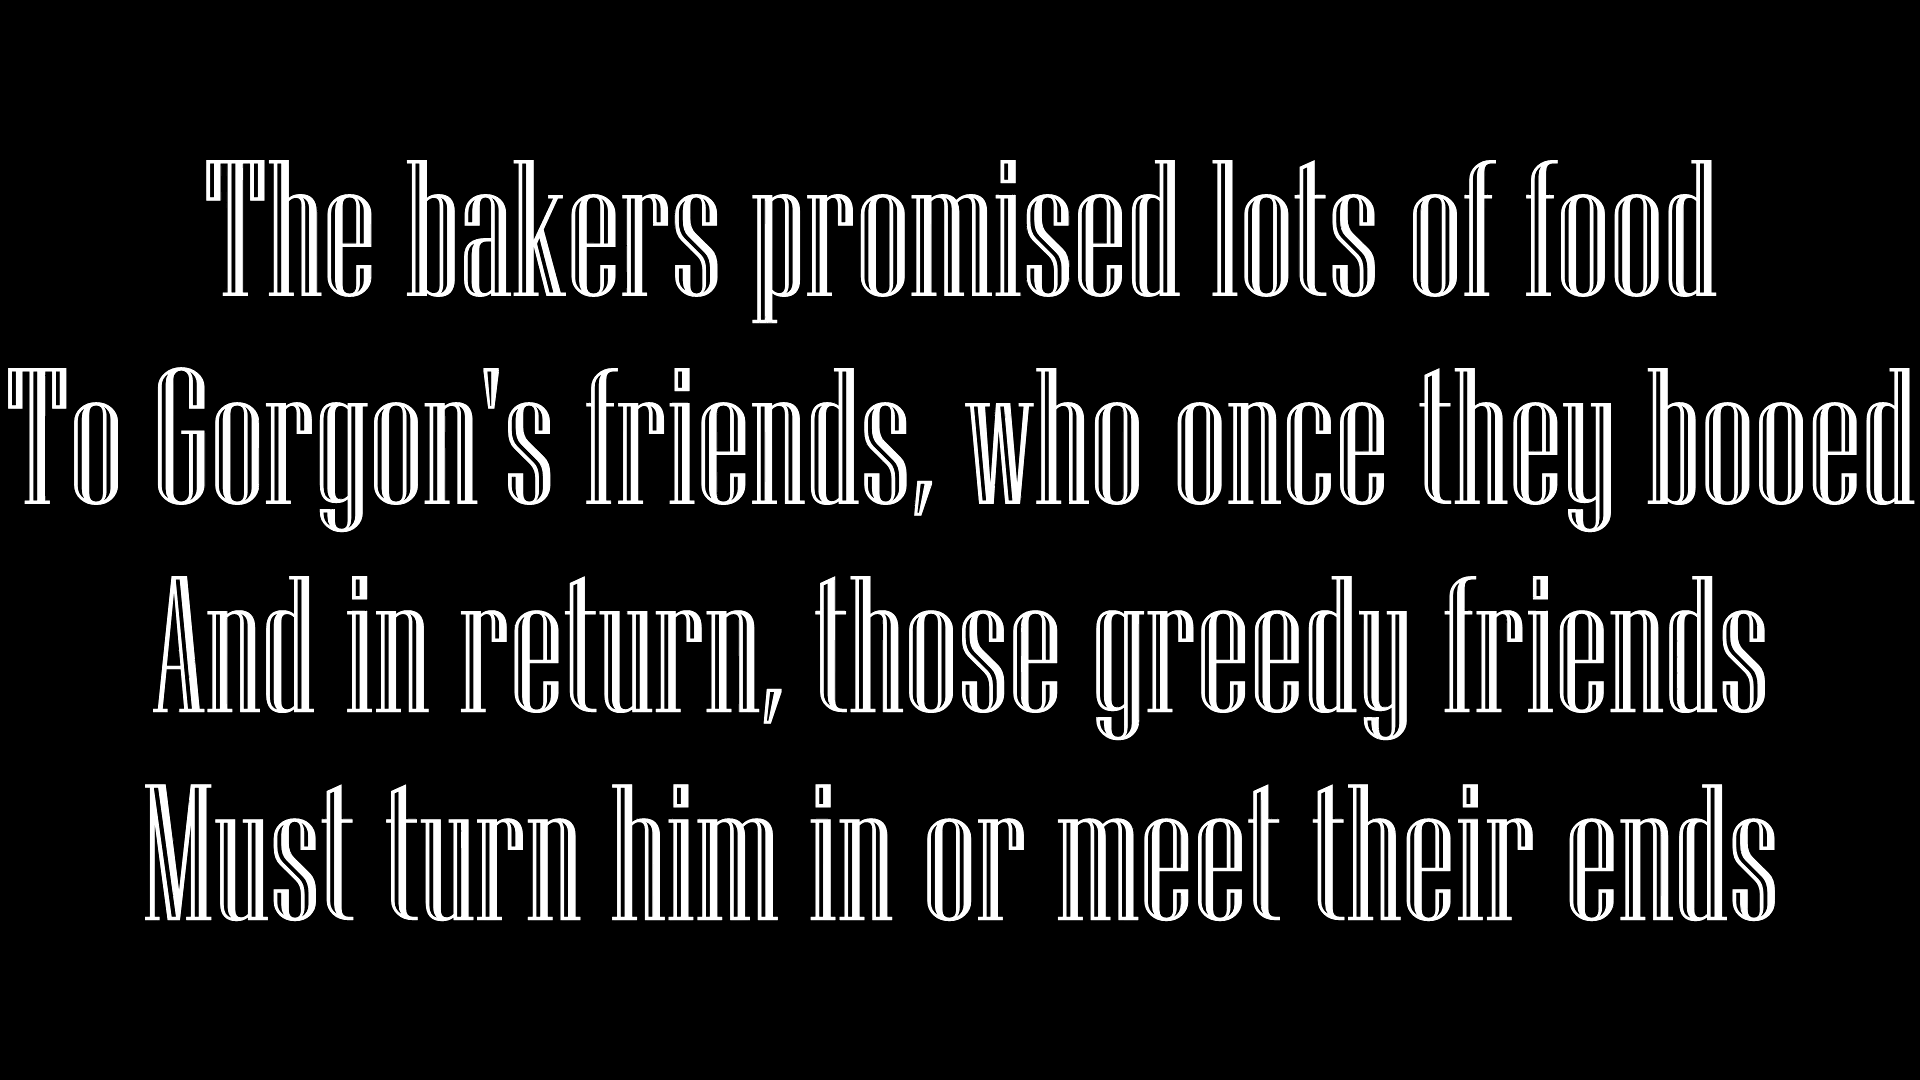 The bakers promised lots of food
To Gorgon's friends, who once they booed
And in return, those greedy friends
Must turn him in or meet their ends